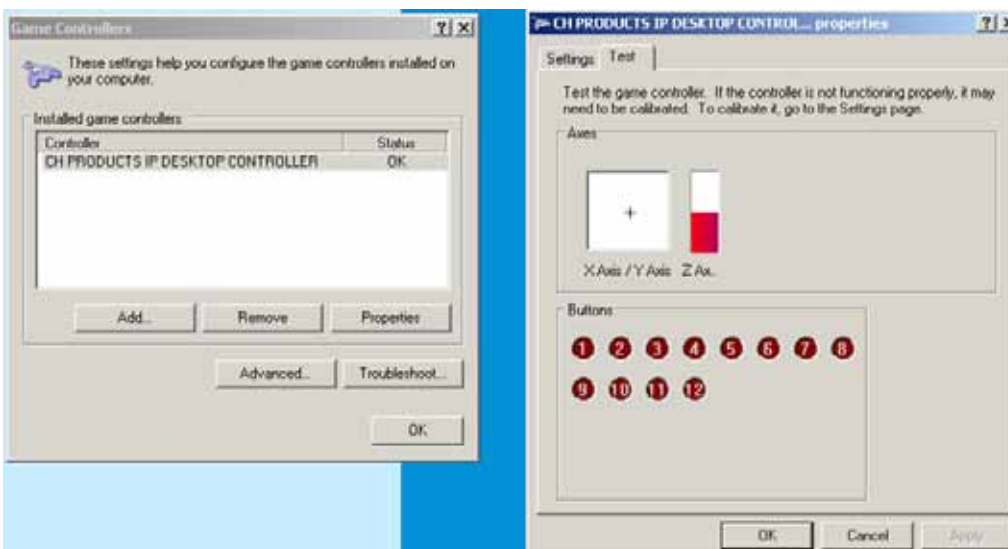 Game Controllers
These settings help you configure the game controllers installed on
your computer.
Installed game controllers
Controller Status
CH PRODUCTS IP DESKTOP CONTROLLER OK
Add... Remove Properties
Advanced... Troubleshoot...
OK
CH PRODUCTS IP DESKTOP CONTROL... properties
Settings Test
Test the game controller. If the controller is not functioning properly, it may
need to be calibrated. To calibrate it, go to the Settings page.
Axes
X Axis / Y Axis Z Ax..
Buttons
1 2 3 4 5 6 7 8
9 10 11 12
OK Cancel Apply